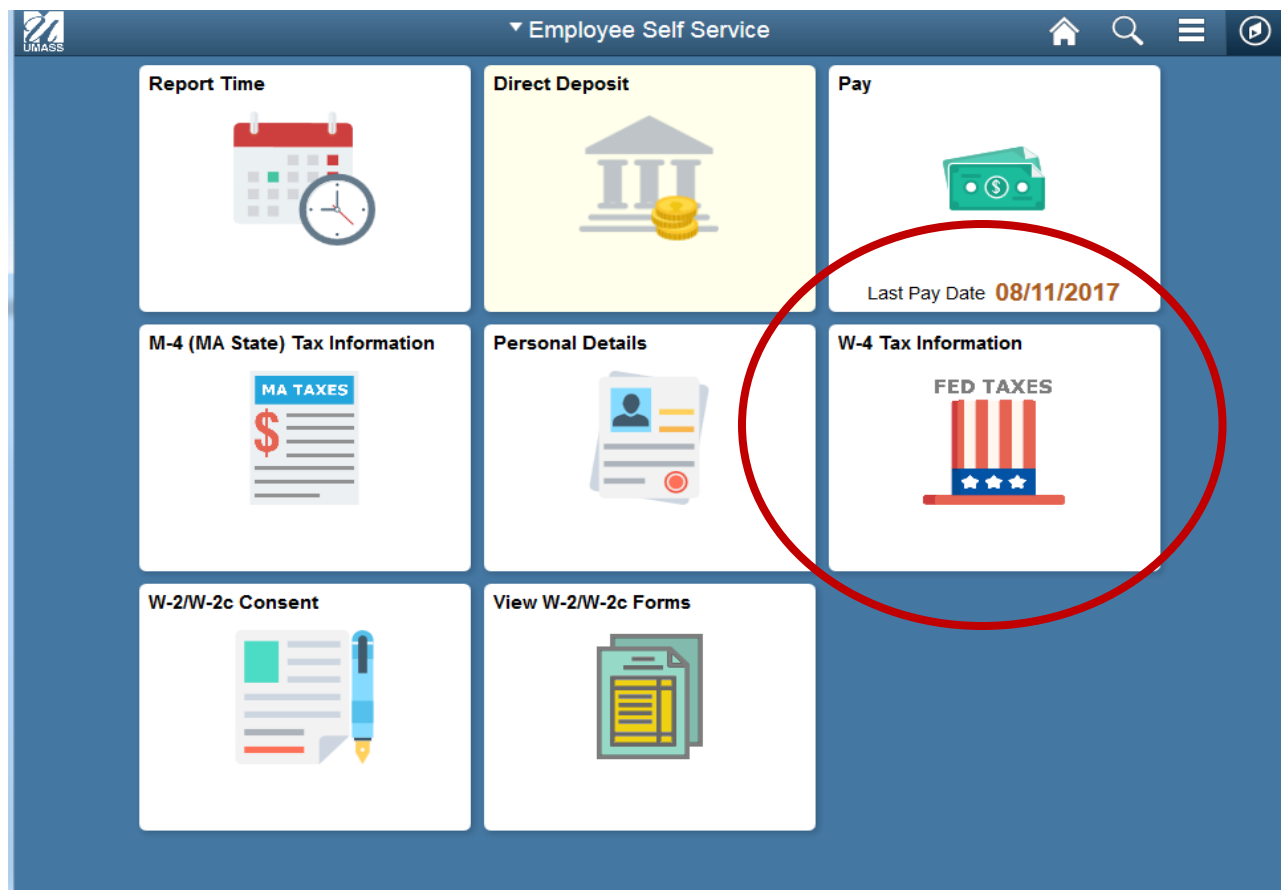 UMASS
Employee Self Service
Report Time
Direct Deposit
Pay
$
Last Pay Date 08/11/2017
M-4 (MA State) Tax Information
MA TAXES
$
Personal Details
W-4 Tax Information
FED TAXES
W-2/W-2c Consent
View W-2/W-2c Forms